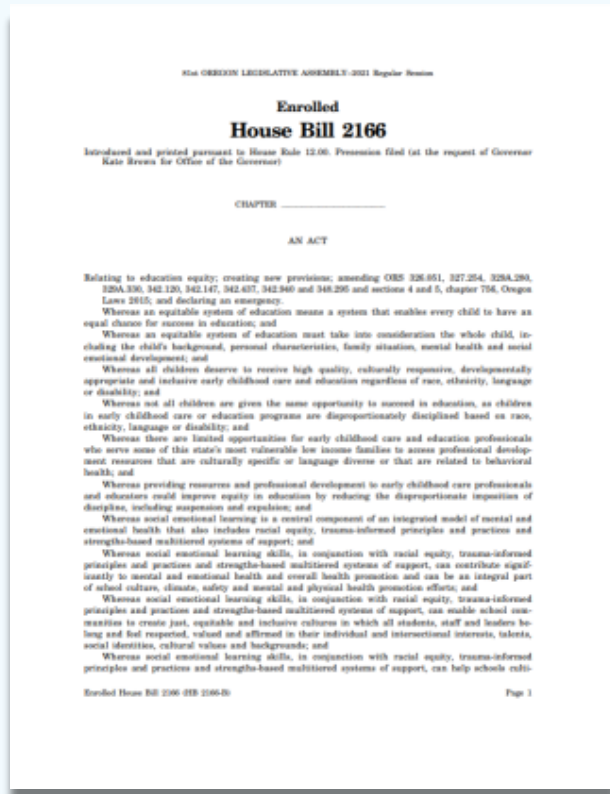 81st OREGON LEGISLATIVE ASSEMBLY--2021 Regular Session
Enrolled
House Bill 2166
Introduced and printed pursuant to House Rule 12.00. Presession filed (at the request of Governor
Kate Brown for Office of the Governor)
CHAPTER
AN ACT
Relating to education equity; creating new provisions; amending ORS 326.051, 327.254, 329A.280,
329A.330, 342.120, 342.147, 342.437, 342.940 and 348.295 and sections 4 and 5, chapter 756, Oregon
Laws 2015; and declaring an emergency.
Whereas an equitable system of education means a system that enables every child to have an
equal chance for success in education; and
Whereas an equitable system of education must take into consideration the whole child, in-
cluding the child's background, personal characteristics, family situation, mental health and social
emotional development; and
Whereas all children deserve to receive high quality, culturally responsive, developmentally
appropriate and inclusive early childhood care and education regardless of race, ethnicity, language
or disability; and
Whereas not all children are given the same opportunity to succeed in education, as children
in early childhood care or education programs are disproportionately disciplined based on race,
ethnicity, language or disability; and
Whereas there are limited opportunities for early childhood care and education professionals
who serve some of this state's most vulnerable low income families to access professional develop-
ment resources that are culturally specific or language diverse or that are related to behavioral
health; and
Whereas providing resources and professional development to early childhood care professionals
and educators could improve equity in education by reducing the disproportionate imposition of
discipline, including suspension and expulsion; and
Whereas social emotional learning is a central component of an integrated model of mental and
emotional health that also includes racial equity, trauma-informed principles and practices and
strengths-based multitiered systems of support; and
Whereas social emotional learning skills, in conjunction with racial equity, trauma-informed
principles and practices and strengths-based multitiered systems of support, can contribute signif-
icantly to mental and emotional health and overall health promotion and can be an integral part
of school culture, climate, safety and mental and physical health promotion efforts; and
Whereas social emotional learning skills, in conjunction with racial equity, trauma-informed
principles and practices and strengths-based multitiered systems of support, can enable school com-
munities to create just, equitable and inclusive cultures in which all students, staff and leaders be-
long and feel respected, valued and affirmed in their individual and intersectional interests, talents,
social identities, cultural values and backgrounds; and
Whereas social emotional learning skills, in conjunction with racial equity, trauma-informed
principles and practices and strengths-based multitiered systems of support, can help schools culti-
Enrolled House Bill 2166 (HB 2166-B)
Page 1